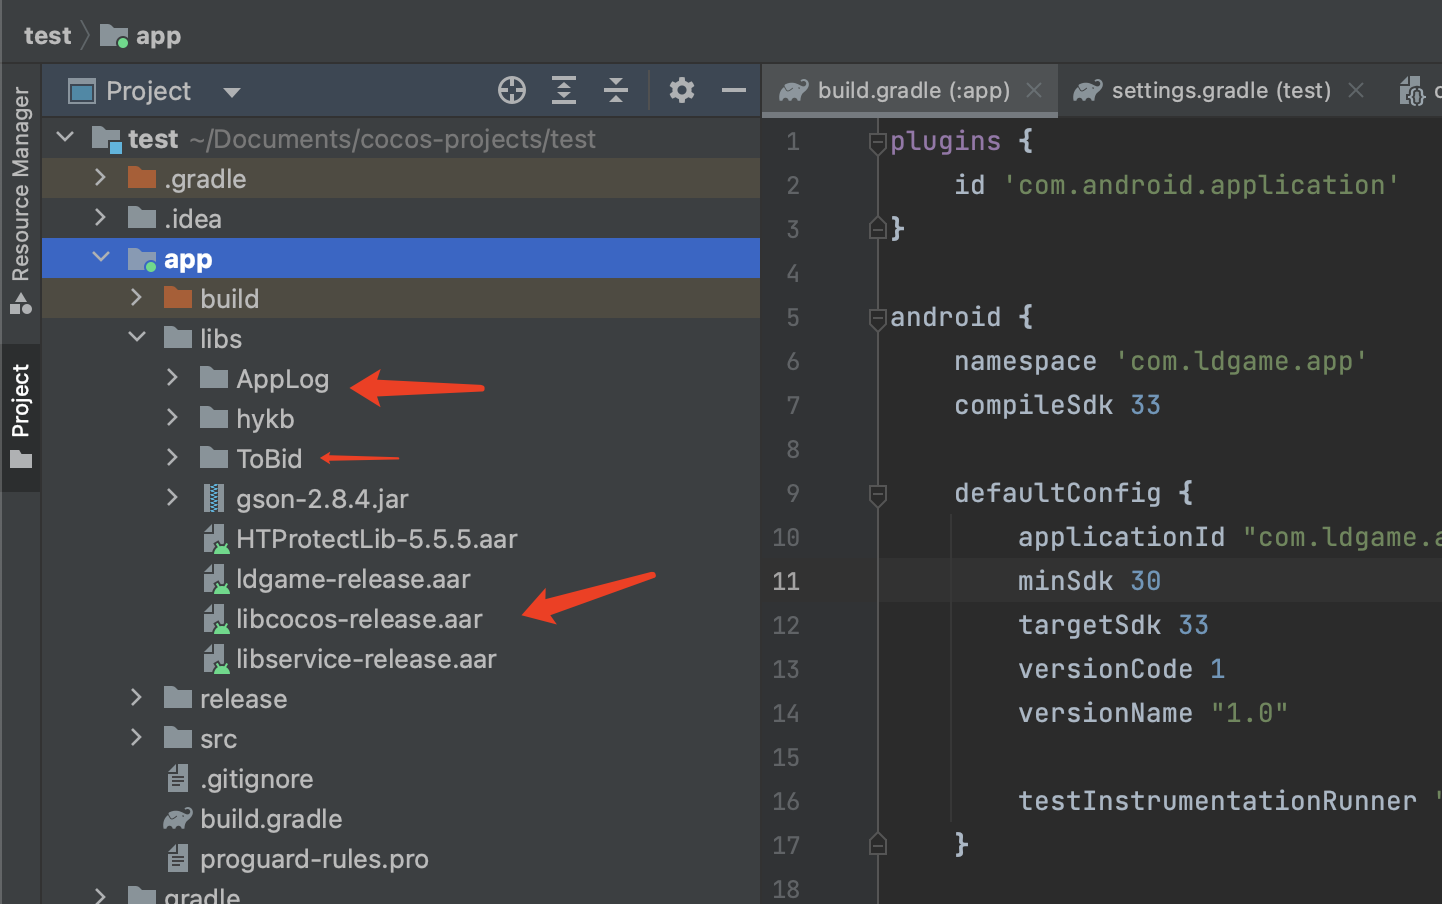 test app
Project
build.gradle (:app)
settings.gradle (test)
Resource Manager
Project
test ~/Documents/cocos-projects/test
.gradle
.idea
app
build
libs
AppLog
hykb
ToBid
gson-2.8.4.jar
HTProtectLib-5.5.5.aar
ldgame-release.aar
libcocos-release.aar
libservice-release.aar
release
src
.gitignore
build.gradle
proguard-rules.pro
gradle
1 plugins {
2 id 'com.android.application'
3 }
4
5 android {
6 namespace 'com.ldgame.app'
7 compileSdk 33
8
9 defaultConfig {
10 applicationId "com.ldgame.a
11 minSdk 30
12 targetSdk 33
13 versionCode 1
14 versionName "1.0"
15
16 testInstrumentationRunner "
17 }
18